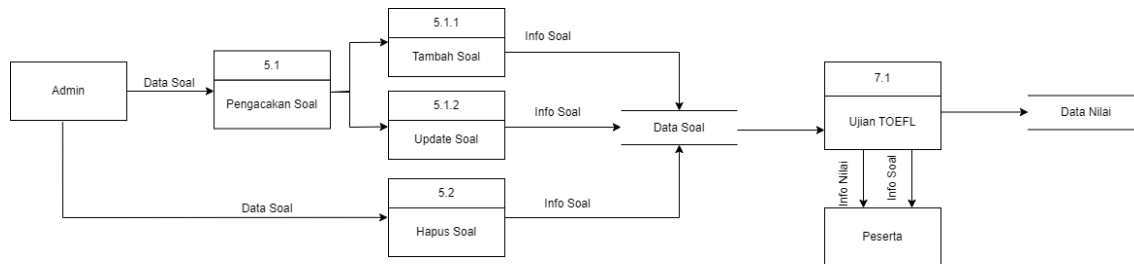 Admin
Data Soal
5.1
Pengacakan Soal
5.1.1
Tambah Soal
Info Soal
5.1.2
Update Soal
Info Soal
Data Soal
5.2
Hapus Soal
Info Soal
Data Soal
7.1
Ujian TOEFL
Data Nilai
Info Nilai
Info Soal
Peserta